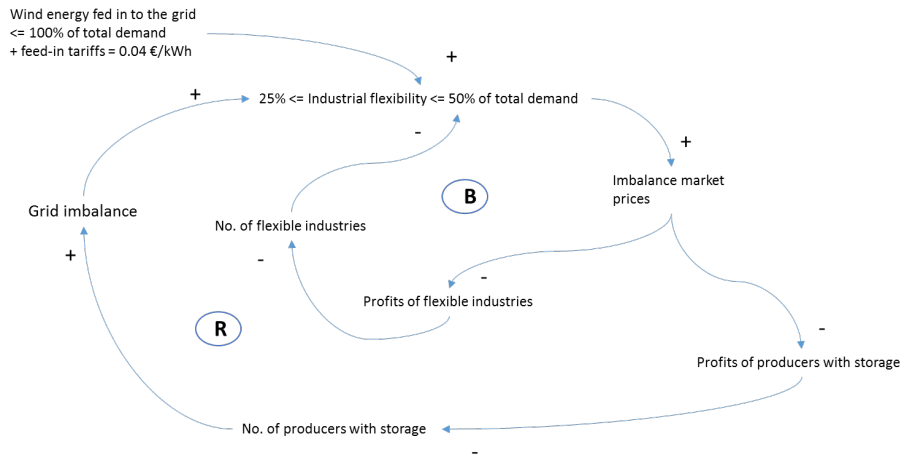 Wind energy fed in to the grid
<= 100% of total demand
+ feed-in tariffs = 0.04 €/kWh
+
+
25% <= Industrial flexibility <= 50% of total demand
-
+
Imbalance market
prices
B
Grid imbalance
No. of flexible industries
+
-
-
Profits of flexible industries
R
-
Profits of producers with storage
No. of producers with storage
-